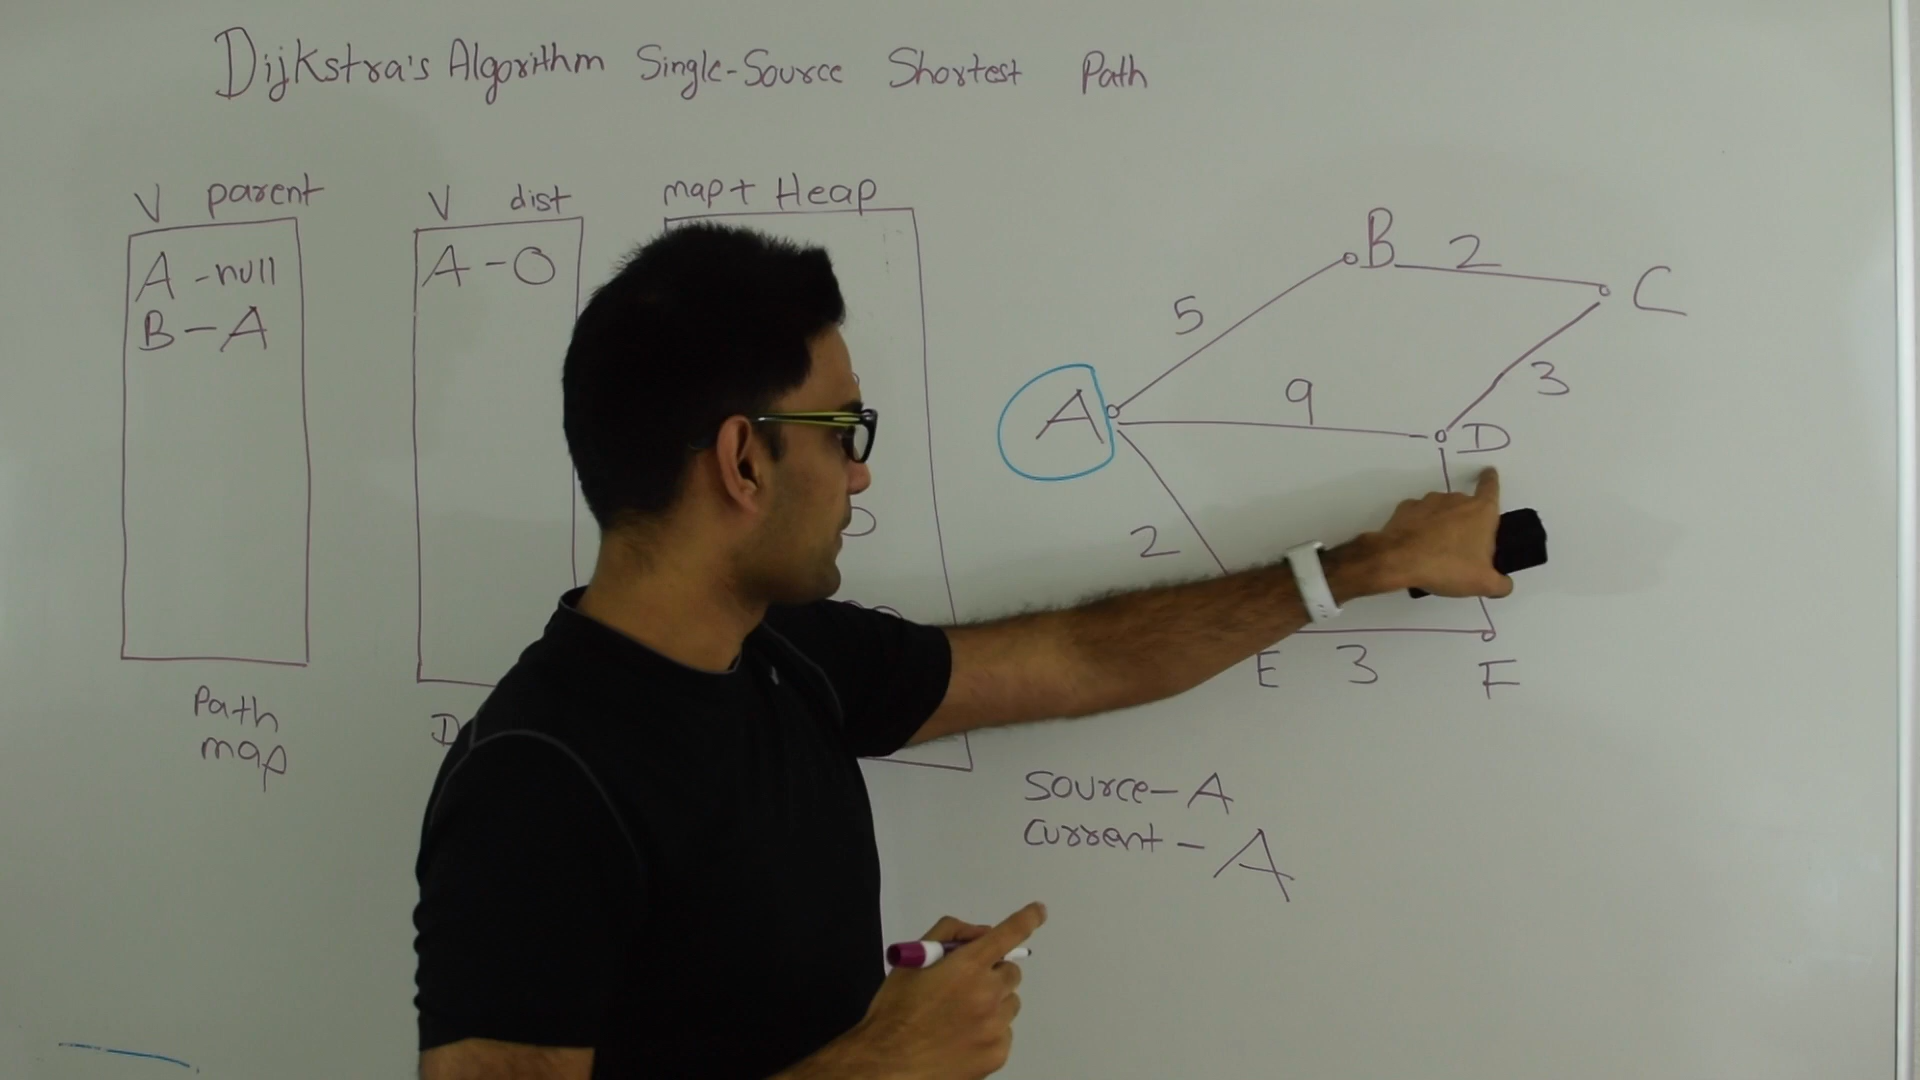 Dijkstra's Algorithm Single-Source Shortest Path
V parent
A - null
B - A
Path
map
V dist
A - 0
D
map + Heap
D
A
B
C
D
E
F
5
2
9
3
2
3
Source - A
Current - A